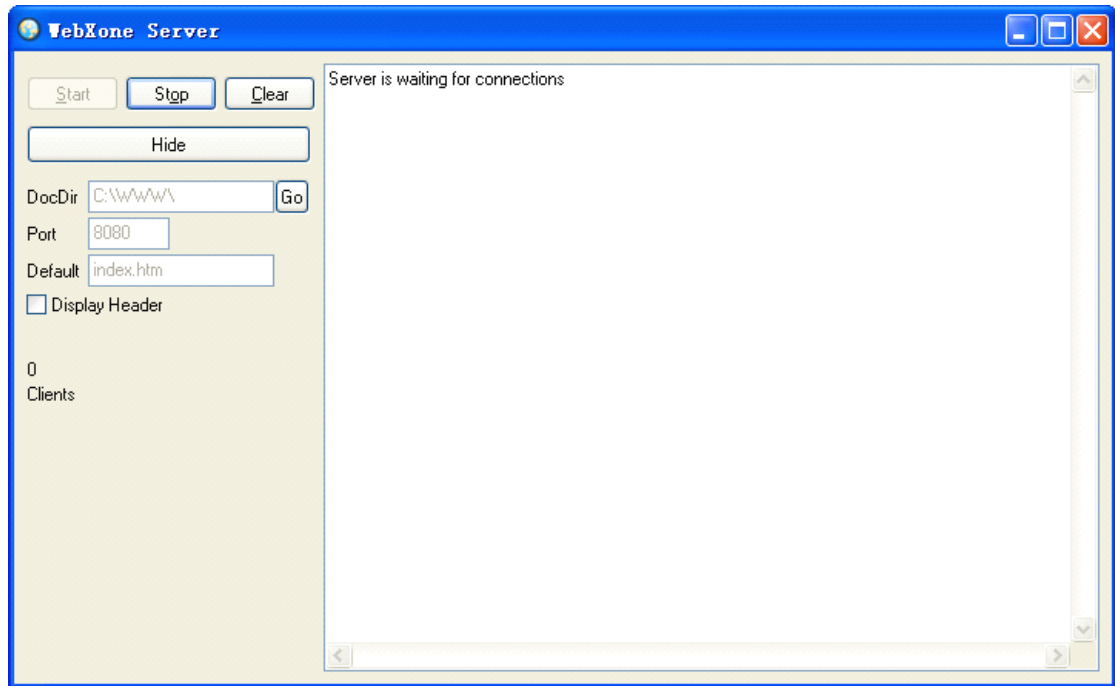 WebXone Server
Start Stop Clear
Server is waiting for connections
Hide
DocDir C:\WWW\ Go
Port 8080
Default index.htm
Display Header
0
Clients